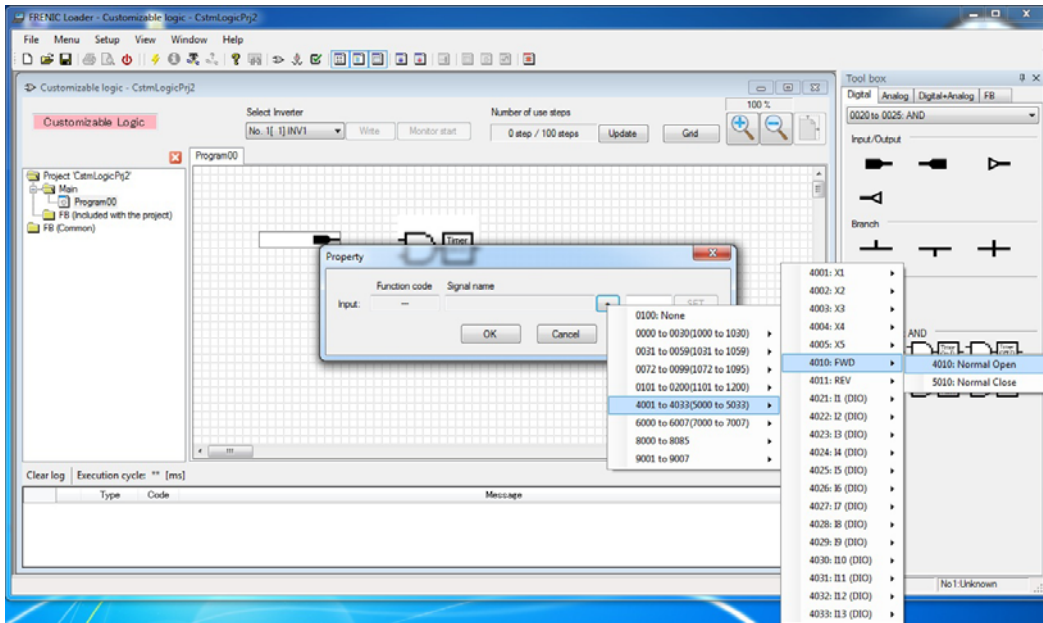 FRENIC Loader - Customizable logic - CstmLogicPrj2
File Menu Setup View Window Help
Customizable logic - CstmLogicPrj2
Customizable Logic
Select Inverter
No. 1[ 1] INV1
Write
Monitor start
Number of use steps
0 step / 100 steps
Update
Grid
100 %
Project 'CstmLogicPrj2'
Main
Program00
FB (Included with the project)
FB (Common)
Program00
Timer
Property
Function code Signal name
Input: ---
SET
OK
Cancel
0100: None
0000 to 0030(1000 to 1030)
0031 to 0059(1031 to 1059)
0072 to 0099(1072 to 1095)
0101 to 0200(1101 to 1200)
4001 to 4033(5000 to 5033)
6000 to 6007(7000 to 7007)
8000 to 8085
9001 to 9007
4001: X1
4002: X2
4003: X3
4004: X4
4005: X5
4010: FWD
4011: REV
4021: I1 (DIO)
4022: I2 (DIO)
4023: I3 (DIO)
4024: I4 (DIO)
4025: I5 (DIO)
4026: I6 (DIO)
4027: I7 (DIO)
4028: I8 (DIO)
4029: I9 (DIO)
4030: I10 (DIO)
4031: I11 (DIO)
4032: I12 (DIO)
4033: I13 (DIO)
4010: Normal Open
5010: Normal Close
Tool box
Digital Analog Digital+Analog FB
0020 to 0025: AND
Input/Output
Branch
AND
Clear log Execution cycle: ** [ms]
Type Code Message
No1:Unknown